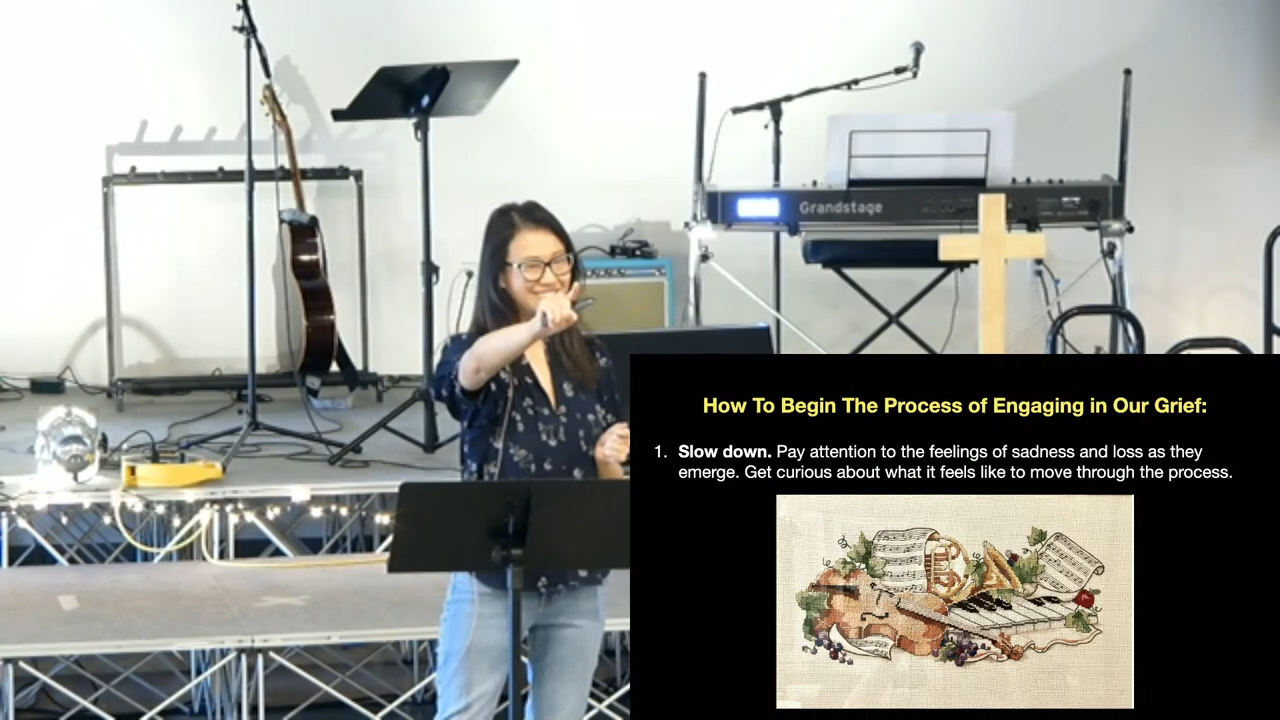 Grandstage
How To Begin The Process of Engaging in Our Grief:
1. Slow down. Pay attention to the feelings of sadness and loss as they
emerge. Get curious about what it feels like to move through the process.